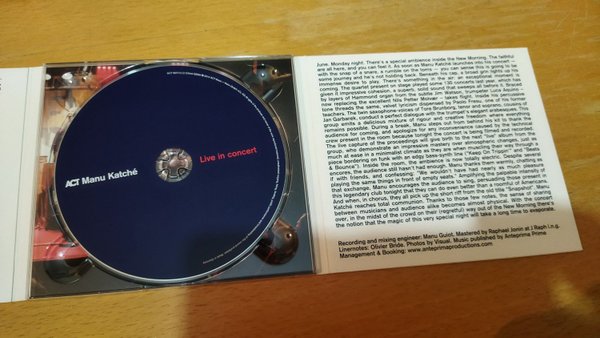 ACT Manu Katché
Live in concert
June. Monday night. There's a special ambience inside the New Morning. The faithful
are all here, and you can feel it. As soon as Manu Katché launches into his concert –
with the snap of a snare, a rumble on the toms – you can sense this is going to be
some journey and he's not holding back. Beneath his cap, a broad grin lights up his
immense desire to play. There's something in the air: an exceptional moment is
coming. The quartet present on stage played some 130-something concerts, which has
given it impressive cohesion, a superb, solid sound that sweeps all before it. Braced
by layers of Hammond organ from the subtle Jim Watson, trumpeter Luca Aquino –
now replacing the excellent Nils Petter Molvær – takes flight. Inside his percussive
tone threads the same, velvet lyricism dispensed by Paolo Fresu, one of his former
teachers. The twin saxophone-voices of Tore Brunborg, tenor and soprano, cousins of
Jan Garbarek, conduct a perfect dialogue with the trumpet's elegant arabesques. This
group emits a delicious mixture of rigour and creative freedom where everything
remains possible. During a break, Manu steps out from behind his kit to thank the
audience for coming, and apologize for any inconvenience caused by the technical
crew present in the room because tonight the concert is being filmed and recorded.
The live capture of the proceedings will give birth to the next "live" album from the
group, who demonstrate an impressive mastery over atmospheric changes, just as
much at ease in a minimalist climate as they are when muscling their way through a
piece bordering on funk with an edgy bass-synth line ("Clubbing" and "Beats
& Bounce"). Inside the room, the ambience is now totally electric. Despite several
encores, the audience still hasn't had enough. Manu thanks them warmly, chatting as
it with friends, and confessing: "We wouldn't have had nearly as much pleasure
playing the same things in front of empty seats." Amplifying the palpable intensity of
that exchange, Manu encourages the audience to sing, persuading those present in
this legendary club tonight that they can do even better than a roomful of Americans.
And when, in chorus, they all pick up the short riff from the old title "Snapshot", Manu
Katché reaches total communion. Thanks to those few notes, the sense of sharing
between musicians and audience alike becomes almost physical. With the concert
over, in the midst of the crowd on their (regretful) way out of the New Morning there's
the notion that the magic of this very special night will take a long time to evaporate.
Recording and mixing engineer: Manu Guiot. Mastered by Raphael Jonin at J Raph i.n.g.
Linernotes: Olivier Bride. Photos by Visual. Music published by Anteprima Prime
Management & Booking: www.anteprimaproductions.com